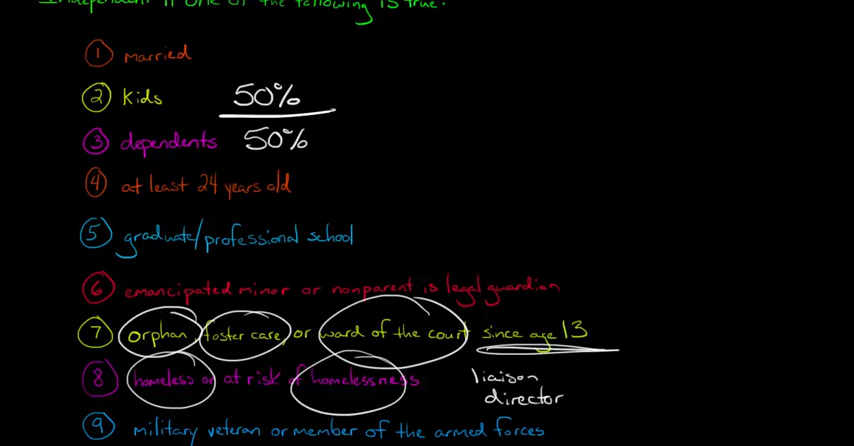 Independent if one of the following is true:
① married
② kids 50%
③ dependents 50%
④ at least 24 years old
⑤ graduate/professional school
⑥ emancipated minor or nonparent is legal guardian
⑦ orphan, foster care, or ward of the court since age 13
⑧ homeless or at risk of homelessness liaison
director
⑨ military veteran or member of the armed forces